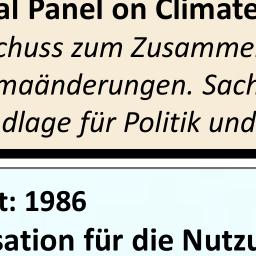 al Panel on Climate
chuss zum Zusamme
maänderungen. Sach
dlage für Politik und
t: 1986
sation für die Nutzu